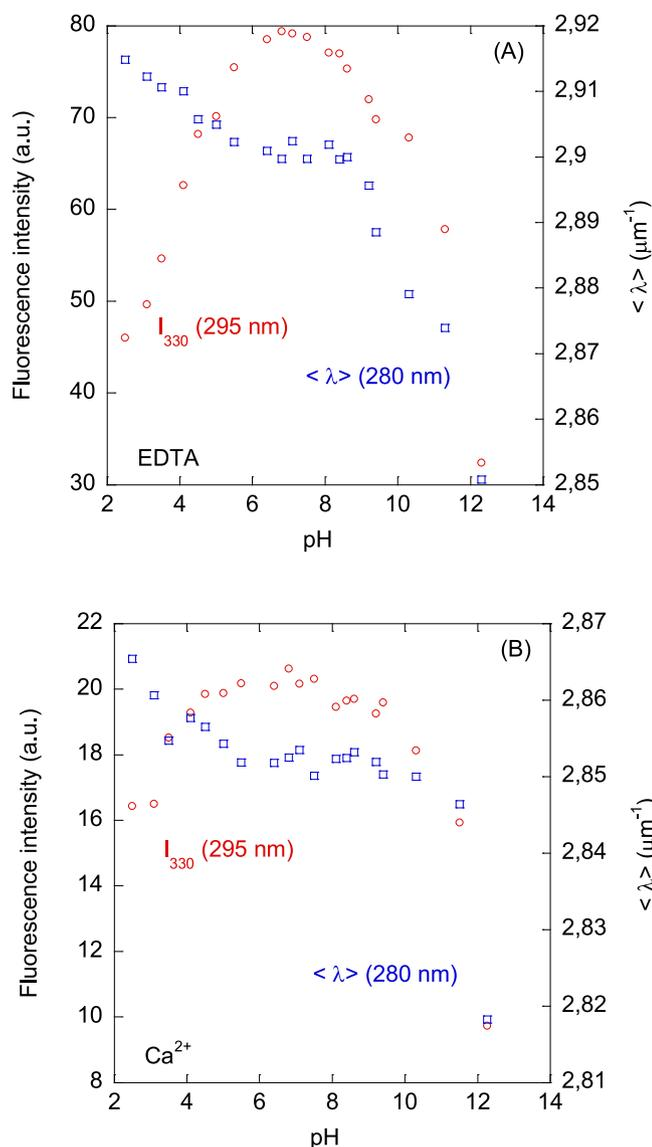 (A)
Fluorescence intensity (a.u.)
80
70
60
50
40
30
2,92
2,91
2,9
2,89
2,88
2,87
2,86
2,85
< λ> (μm⁻¹)
I₃₃₀ (295 nm)
< λ> (280 nm)
EDTA
2 4 6 8 10 12 14
pH
(B)
Fluorescence intensity (a.u.)
22
20
18
16
14
12
10
8
2,87
2,86
2,85
2,84
2,83
2,82
2,81
< λ> (μm⁻¹)
I₃₃₀ (295 nm)
< λ> (280 nm)
Ca²⁺
2 4 6 8 10 12 14
pH